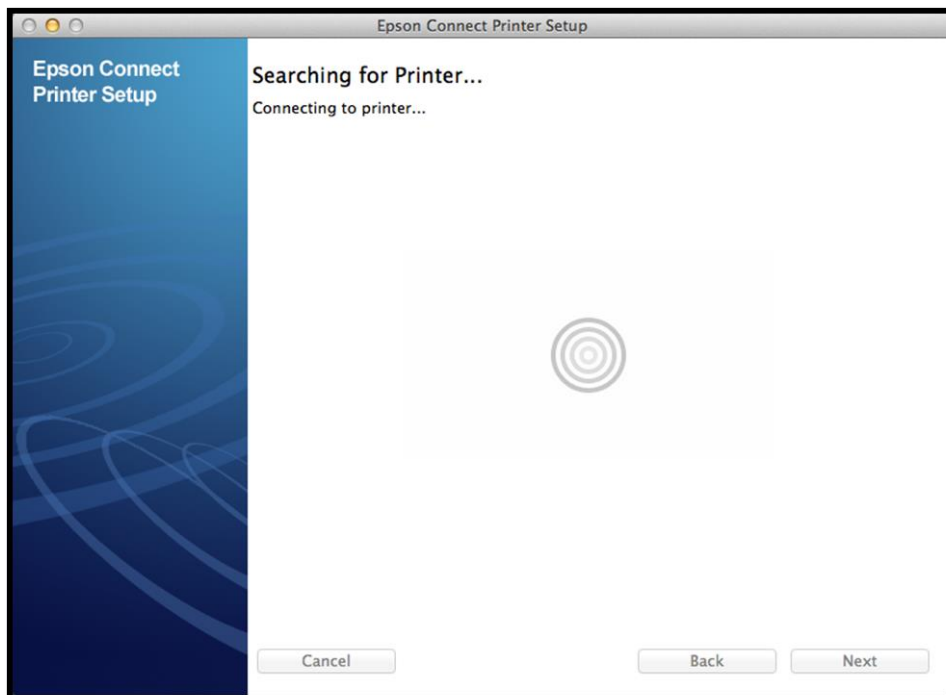 Epson Connect Printer Setup
Epson Connect
Printer Setup
Searching for Printer...
Connecting to printer...
Cancel
Back
Next